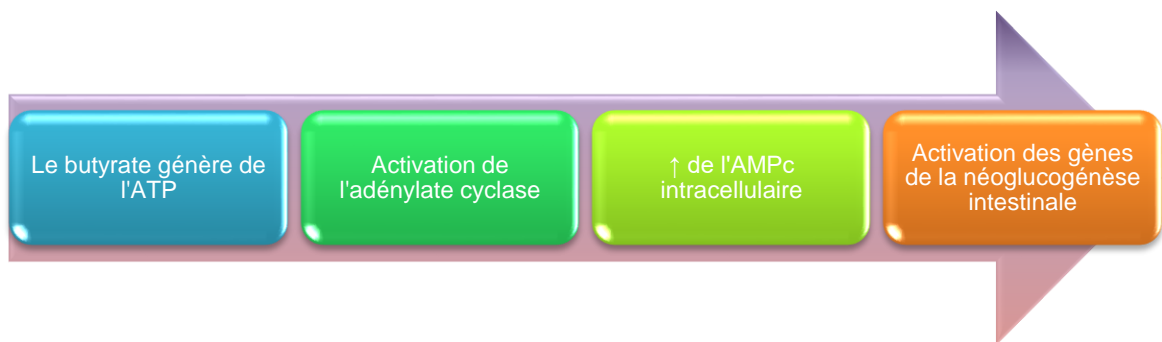 Le butyrate génère de
l'ATP
Activation de
l'adénylate cyclase
↑ de l'AMPc
intracellulaire
Activation des gènes
de la néoglucogénèse
intestinale